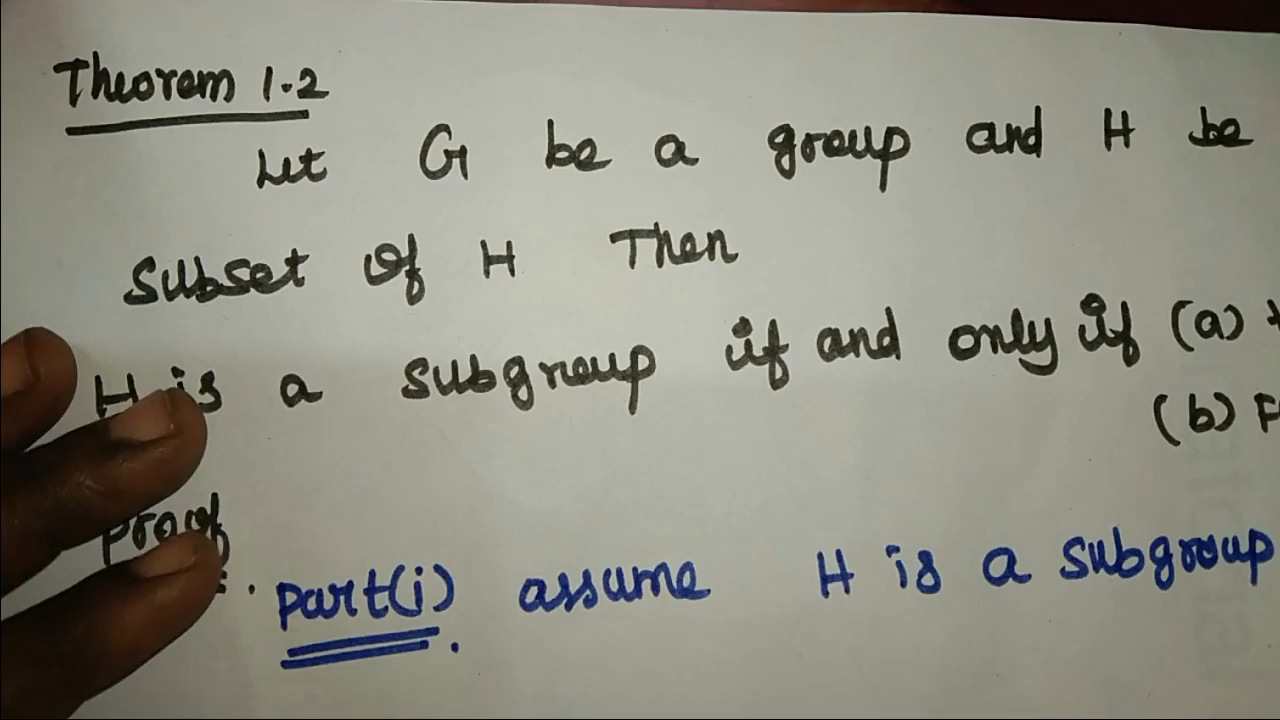 Theorem 1.2
Let G be a group and H be
Subset of H Then
H is a subgroup if and only if (a)
(b)
Proof
Part(i) assume H is a subgroup